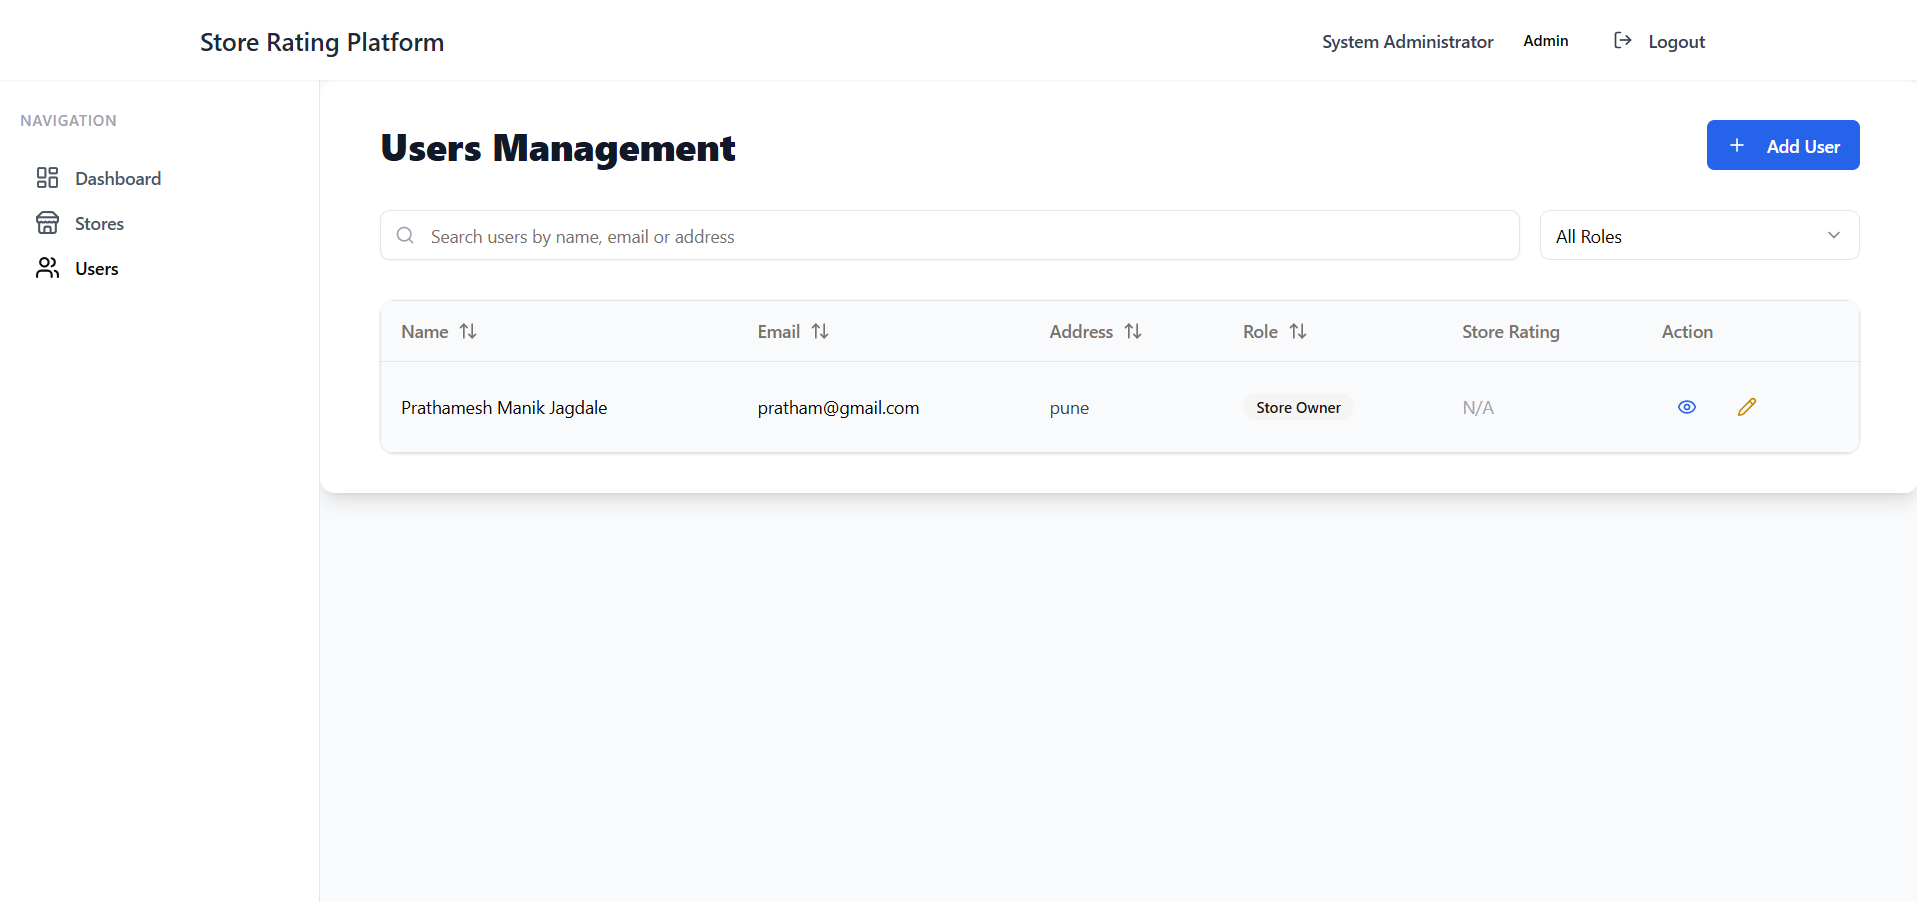 Store Rating Platform
System Administrator Admin Logout
NAVIGATION
Dashboard
Stores
Users
Users Management
Add User
Search users by name, email or address
All Roles
Name Email Address Role Store Rating Action
Prathamesh Manik Jagdale pratham@gmail.com pune Store Owner N/A